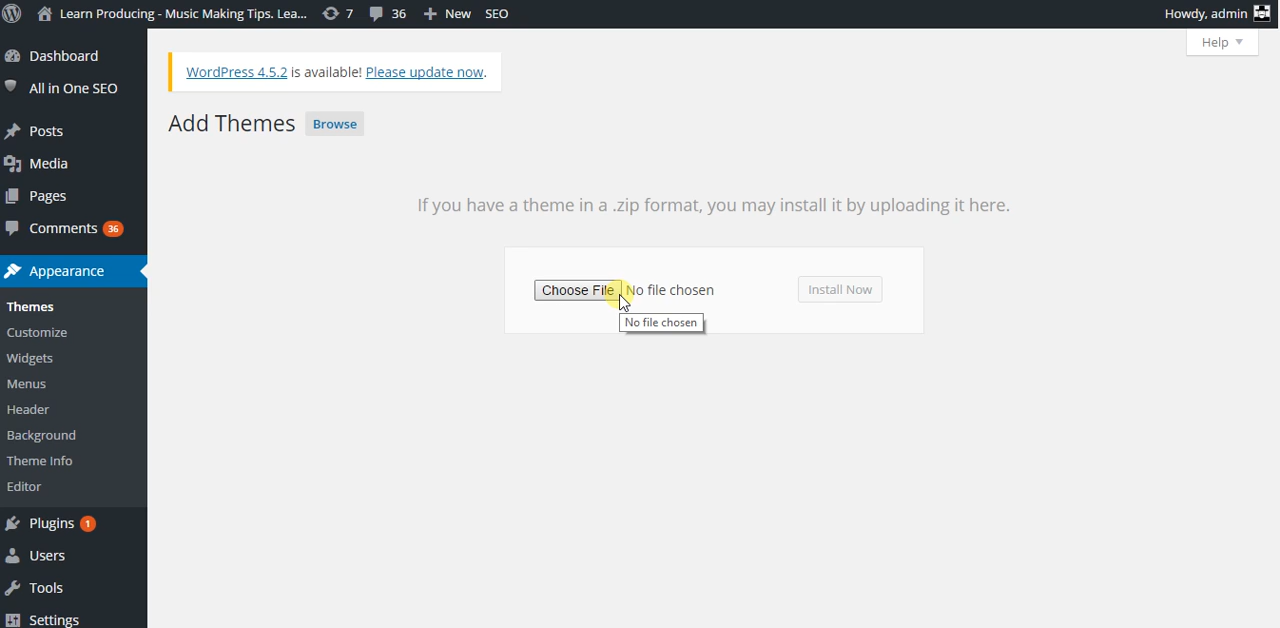 Learn Producing - Music Making Tips. Lea... 7 36 New SEO Howdy, admin
Help
Dashboard
All in One SEO
Posts
Media
Pages
Comments 36
Appearance
Themes
Customize
Widgets
Menus
Header
Background
Theme Info
Editor
Plugins 1
Users
Tools
Settings
WordPress 4.5.2 is available! Please update now.
Add Themes Browse
If you have a theme in a .zip format, you may install it by uploading it here.
Choose File No file chosen Install Now
No file chosen